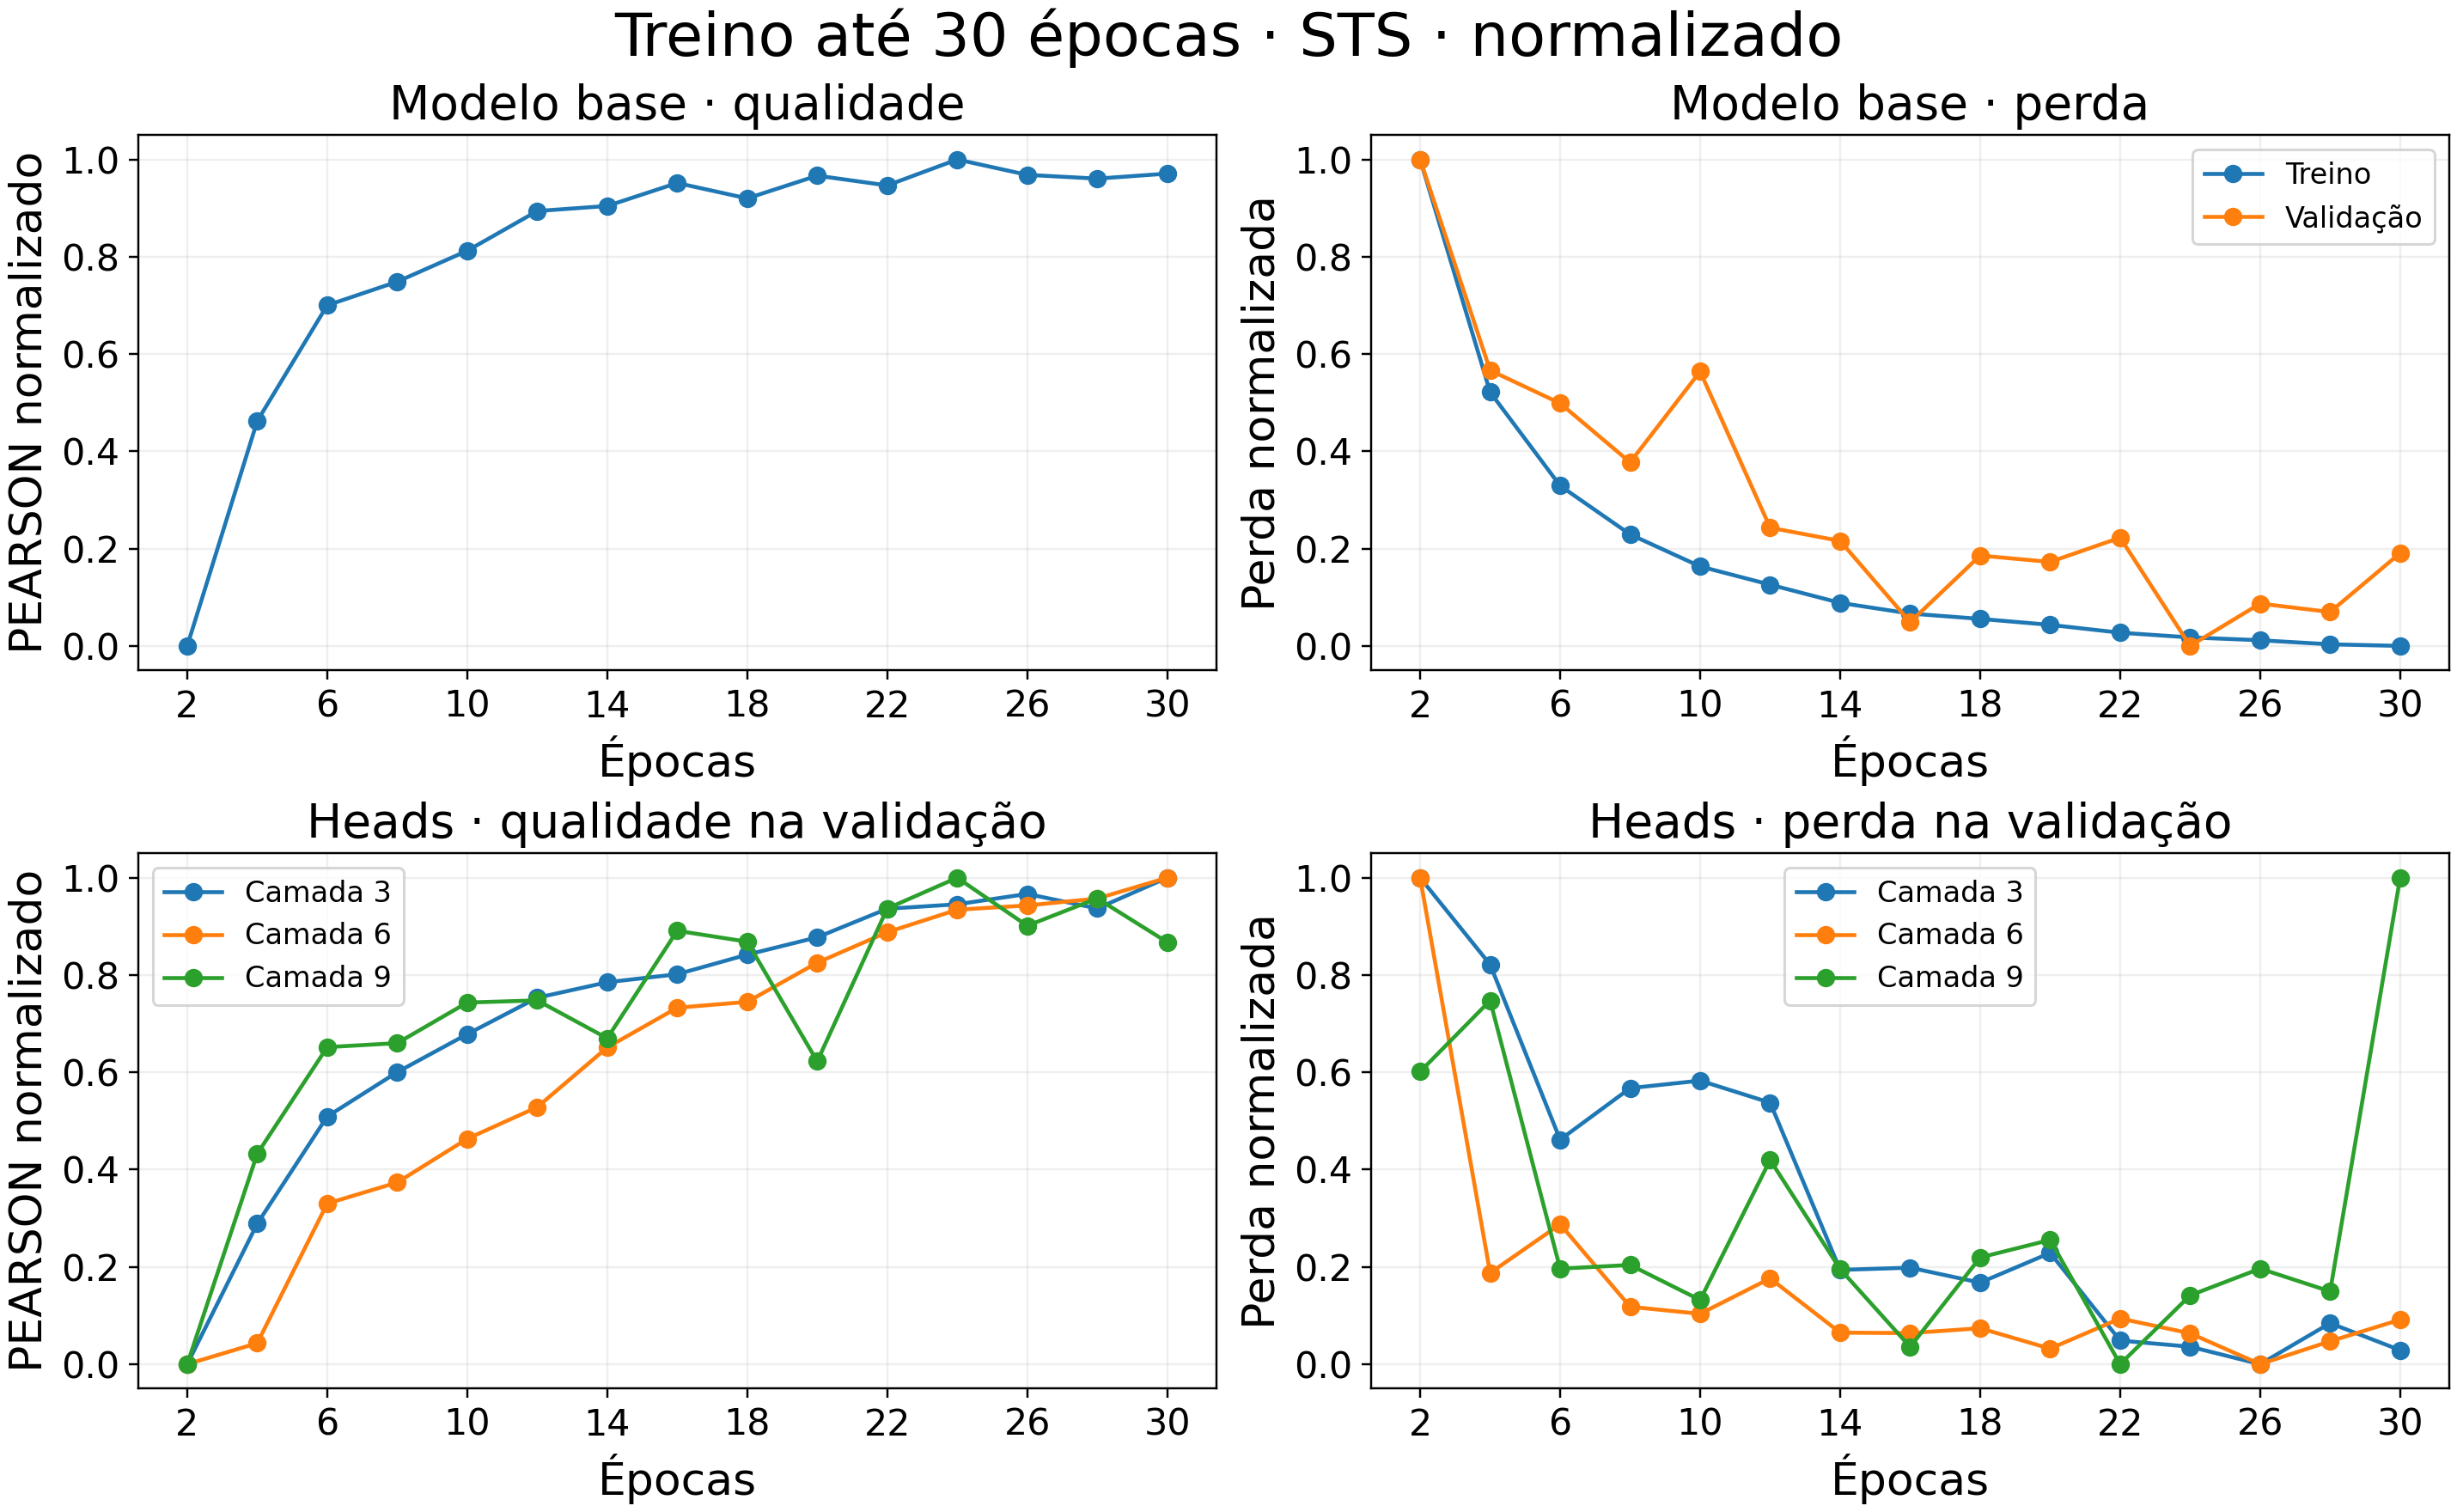 Treino até 30 épocas · STS · normalizado
Modelo base · qualidade
PEARSON normalizado
1.0
0.8
0.6
0.4
0.2
0.0
2 6 10 14 18 22 26 30
Épocas
Modelo base · perda
Perda normalizada
1.0
0.8
0.6
0.4
0.2
0.0
Treino
Validação
2 6 10 14 18 22 26 30
Épocas
Heads · qualidade na validação
PEARSON normalizado
1.0
0.8
0.6
0.4
0.2
0.0
Camada 3
Camada 6
Camada 9
2 6 10 14 18 22 26 30
Épocas
Heads · perda na validação
Perda normalizada
1.0
0.8
0.6
0.4
0.2
0.0
Camada 3
Camada 6
Camada 9
2 6 10 14 18 22 26 30
Épocas